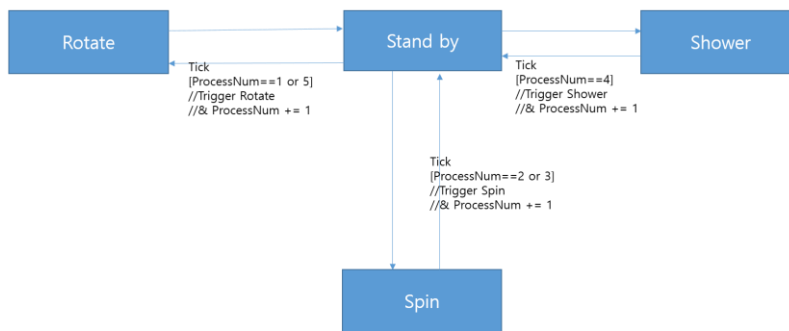 Rotate
Stand by
Shower
Tick
[ProcessNum==1 or 5]
//Trigger Rotate
//& ProcessNum += 1
Tick
[ProcessNum==4]
//Trigger Shower
//& ProcessNum += 1
Tick
[ProcessNum==2 or 3]
//Trigger Spin
//& ProcessNum += 1
Spin